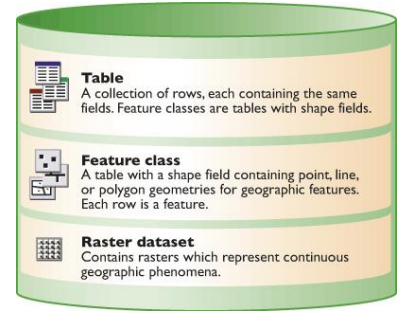 Table
A collection of rows, each containing the same
fields. Feature classes are tables with shape fields.
Feature class
A table with a shape field containing point, line,
or polygon geometries for geographic features.
Each row is a feature.
Raster dataset
Contains rasters which represent continuous
geographic phenomena.